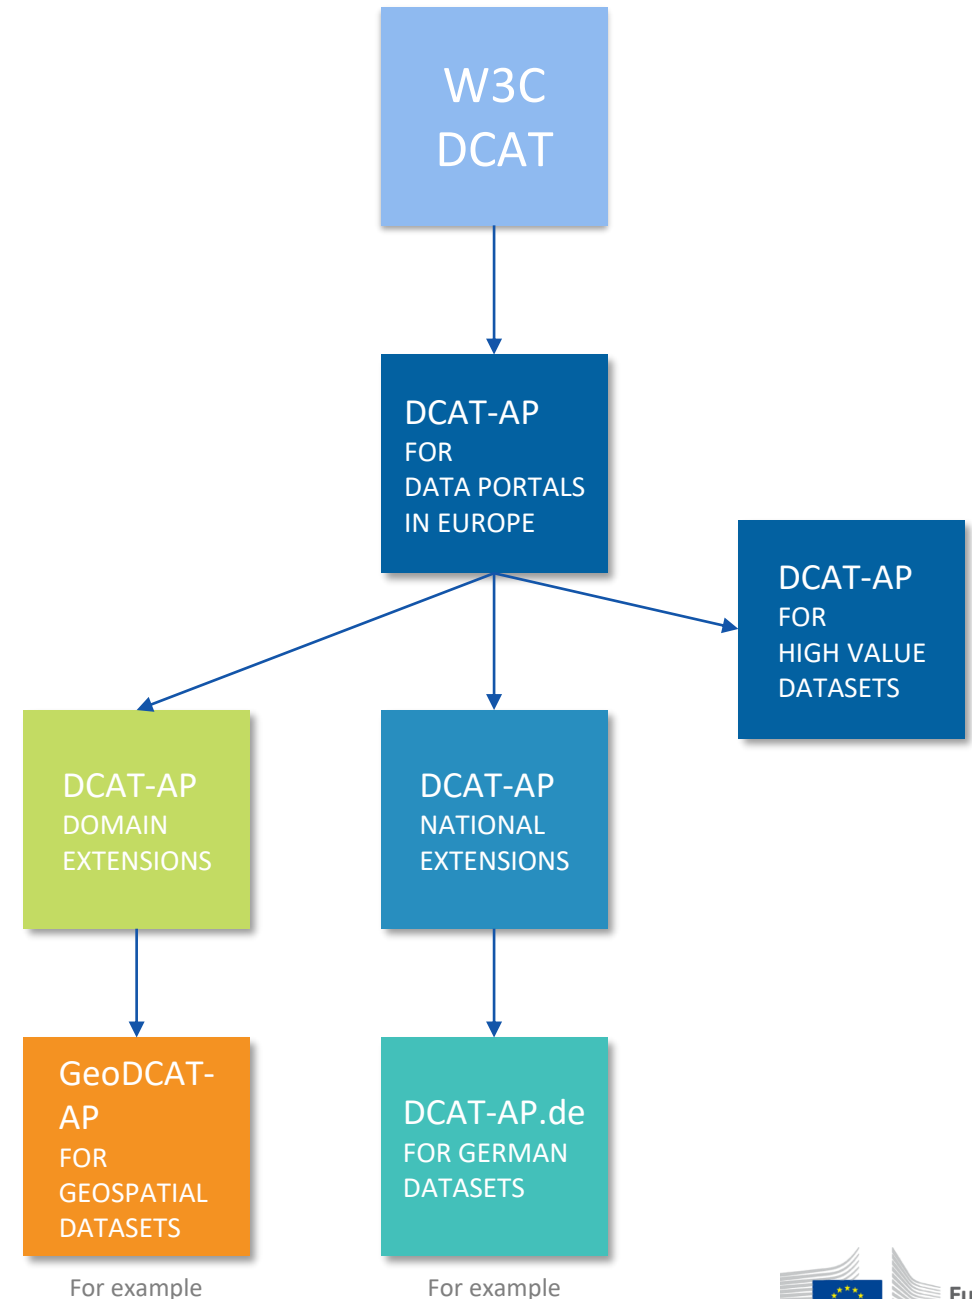 W3C
DCAT
DCAT-AP
FOR
DATA PORTALS
IN EUROPE
DCAT-AP
FOR
HIGH VALUE
DATASETS
DCAT-AP
DOMAIN
EXTENSIONS
DCAT-AP
NATIONAL
EXTENSIONS
GeoDCAT-
AP
FOR
GEOSPATIAL
DATASETS
DCAT-AP.de
FOR GERMAN
DATASETS
For example
For example